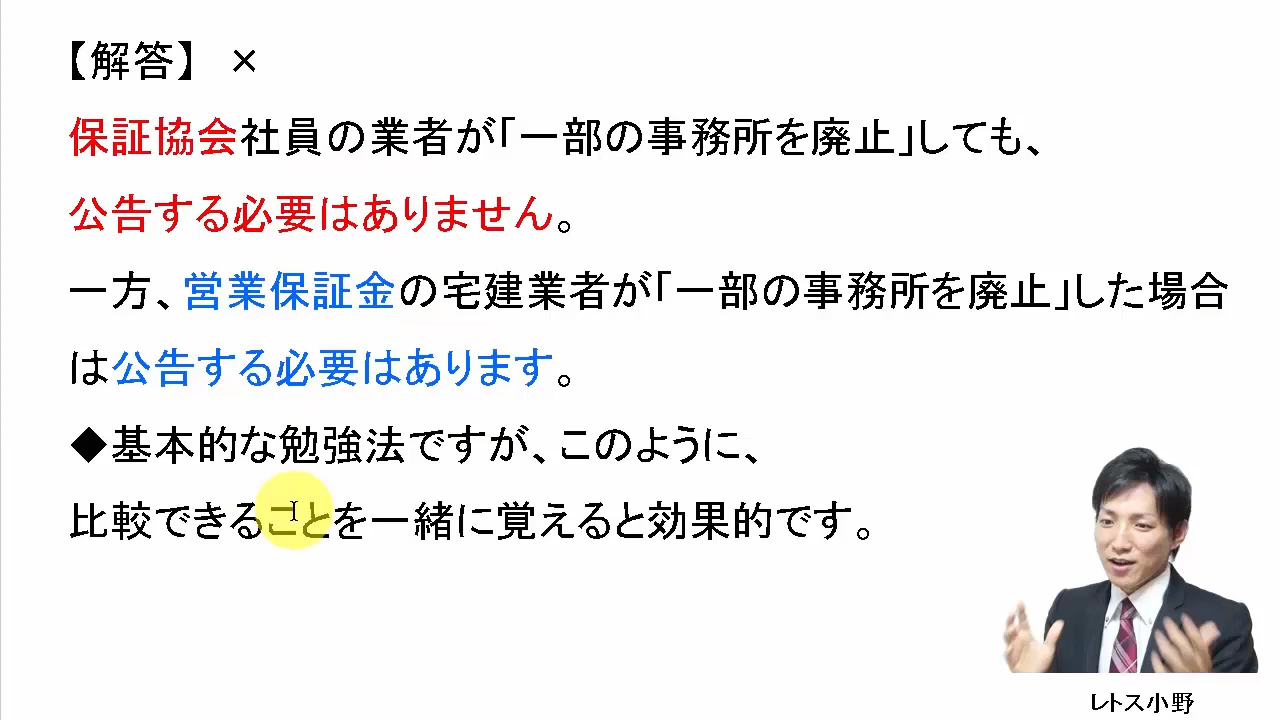 【解答】 ×
保証協会社員の業者が「一部の事務所を廃止」しても、
公告する必要はありません。
一方、営業保証金の宅建業者が「一部の事務所を廃止」した場合
は公告する必要はあります。
◆基本的な勉強法ですが、このように、
比較できることを一緒に覚えると効果的です。
レトス小野